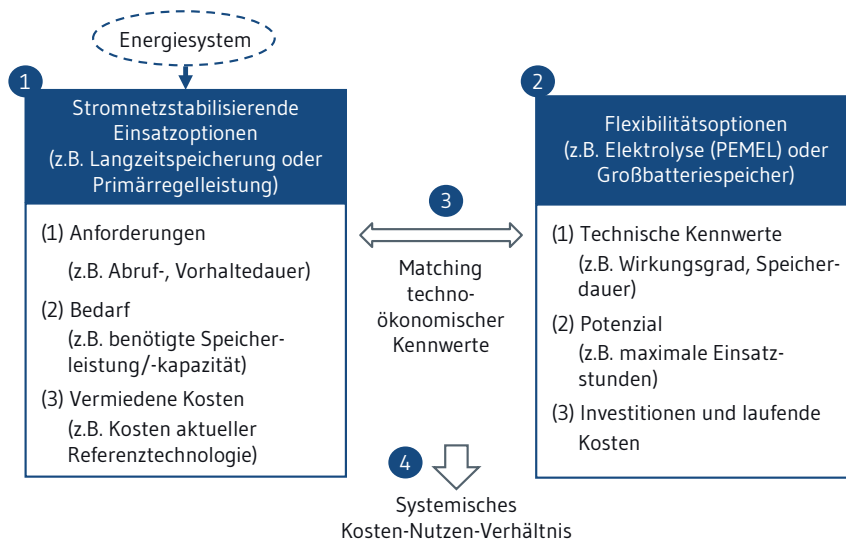 Energiesystem
1
Stromnetzstabilisierende
Einsatzoptionen
(z.B. Langzeitspeicherung oder
Primärregelleistung)
(1) Anforderungen
(z.B. Abruf-, Vorhaltedauer)
(2) Bedarf
(z.B. benötigte Speicher-
leistung/-kapazität)
(3) Vermiedene Kosten
(z.B. Kosten aktueller
Referenztechnologie)
2
Flexibilitätsoptionen
(z.B. Elektrolyse (PEMEL) oder
Großbatteriespeicher)
(1) Technische Kennwerte
(z.B. Wirkungsgrad, Speicher-
dauer)
(2) Potenzial
(z.B. maximale Einsatz-
stunden)
(3) Investitionen und laufende
Kosten
3
Matching
techno-
ökonomischer
Kennwerte
4
Systemisches
Kosten-Nutzen-Verhältnis